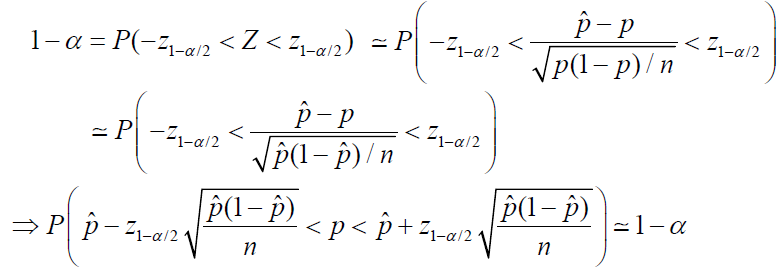 1 − α = P(−z_{1−α/2} < Z < z_{1−α/2}) ≃ P( −z_{1−α/2} < (p̂ − p) / √(p(1 − p) / n) < z_{1−α/2} )
≃ P( −z_{1−α/2} < (p̂ − p) / √(p̂(1 − p̂) / n) < z_{1−α/2} )
⇒ P( p̂ − z_{1−α/2} √(p̂(1 − p̂) / n) < p < p̂ + z_{1−α/2} √(p̂(1 − p̂) / n) ) ≃ 1 − α